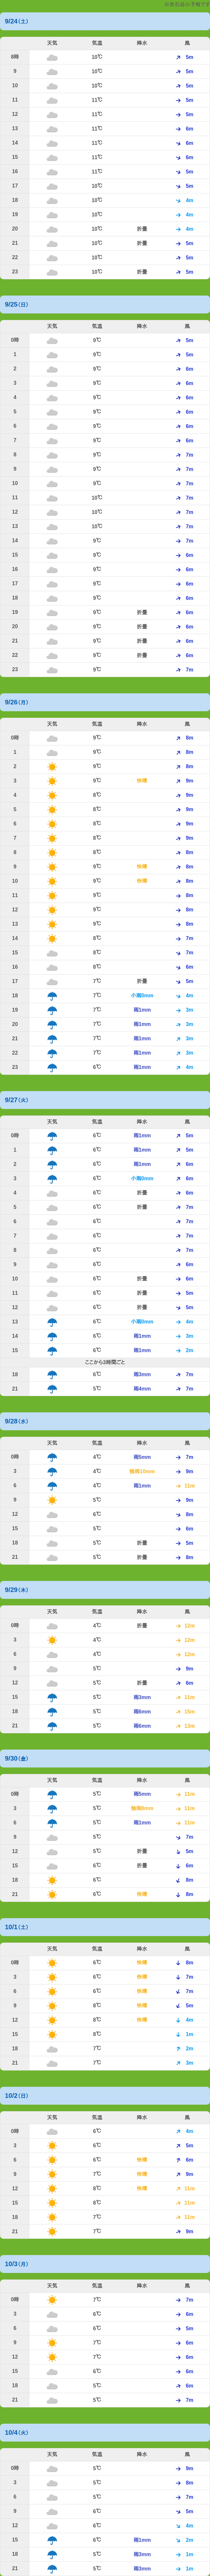 の予報です
9/24(土)
天気 気温 降水 風
8時 10℃ 5m
9 10℃ 5m
10 10℃ 5m
11 11℃ 5m
12 11℃ 5m
13 11℃ 6m
14 11℃ 6m
15 11℃ 6m
16 11℃ 5m
17 10℃ 5m
18 10℃ 4m
19 10℃ 4m
20 10℃ 折畳 4m
21 10℃ 折畳 5m
22 10℃ 5m
23 10℃ 折畳 5m
9/25(日)
天気 気温 降水 風
0時 9℃ 5m
1 9℃ 5m
2 9℃ 6m
3 9℃ 6m
4 9℃ 6m
5 9℃ 6m
6 9℃ 6m
7 9℃ 6m
8 9℃ 7m
9 9℃ 7m
10 9℃ 7m
11 10℃ 7m
12 10℃ 7m
13 10℃ 7m
14 9℃ 7m
15 9℃ 6m
16 9℃ 6m
17 9℃ 6m
18 9℃ 6m
19 9℃ 折畳 6m
20 9℃ 折畳 6m
21 9℃ 折畳 6m
22 9℃ 折畳 6m
23 9℃ 7m
9/26(月)
天気 気温 降水 風
0時 9℃ 8m
1 9℃ 8m
2 9℃ 8m
3 9℃ 快晴 9m
4 8℃ 9m
5 8℃ 8m
6 8℃ 9m
7 8℃ 9m
8 8℃ 8m
9 9℃ 快晴 8m
10 9℃ 快晴 8m
11 9℃ 8m
12 9℃ 8m
13 9℃ 8m
14 8℃ 7m
15 8℃ 7m
16 8℃ 6m
17 7℃ 折畳 5m
18 7℃ 小雨0mm 4m
19 7℃ 雨1mm 3m
20 7℃ 雨1mm 3m
21 7℃ 雨1mm 3m
22 7℃ 雨1mm 3m
23 6℃ 雨1mm 4m
9/27(火)
天気 気温 降水 風
0時 6℃ 雨1mm 5m
1 6℃ 雨1mm 5m
2 6℃ 雨1mm 6m
3 6℃ 小雨0mm 6m
4 6℃ 折畳 6m
5 6℃ 折畳 7m
6 6℃ 7m
7 6℃ 7m
8 6℃ 7m
9 6℃ 6m
10 6℃ 折畳 6m
11 6℃ 折畳 5m
12 6℃ 折畳 5m
13 6℃ 小雨0mm 4m
14 6℃ 雨1mm 3m
15 6℃ 雨1mm 2m
ここから3時間ごと
18 6℃ 雨3mm 7m
21 5℃ 雨4mm 7m
9/28(水)
天気 気温 降水 風
0時 4℃ 雨5mm 7m
3 4℃ 強雨10mm 9m
6 4℃ 雨1mm 11m
9 5℃ 9m
12 6℃ 8m
15 5℃ 6m
18 5℃ 折畳 5m
21 5℃ 折畳 8m
9/29(木)
天気 気温 降水 風
0時 4℃ 折畳 12m
3 4℃ 12m
6 4℃ 12m
9 5℃ 9m
12 5℃ 折畳 6m
15 5℃ 雨3mm 11m
18 5℃ 雨6mm 15m
21 5℃ 雨6mm 13m
9/30(金)
天気 気温 降水 風
0時 5℃ 雨5mm 11m
3 5℃ 強雨8mm 11m
6 5℃ 雨1mm 11m
9 5℃ 7m
12 5℃ 折畳 5m
15 6℃ 折畳 6m
18 6℃ 8m
21 6℃ 快晴 8m
10/1(土)
天気 気温 降水 風
0時 6℃ 快晴 8m
3 6℃ 快晴 7m
6 6℃ 快晴 7m
9 8℃ 快晴 5m
12 8℃ 快晴 4m
15 8℃ 1m
18 7℃ 2m
21 7℃ 3m
10/2(日)
天気 気温 降水 風
0時 6℃ 4m
3 6℃ 5m
6 6℃ 快晴 6m
9 7℃ 快晴 9m
12 8℃ 快晴 11m
15 8℃ 11m
18 7℃ 11m
21 7℃ 9m
10/3(月)
天気 気温 降水 風
0時 7℃ 7m
3 6℃ 6m
6 6℃ 5m
9 7℃ 6m
12 7℃ 6m
15 6℃ 6m
18 5℃ 6m
21 5℃ 7m
10/4(火)
天気 気温 降水 風
0時 5℃ 9m
3 5℃ 8m
6 5℃ 7m
9 6℃ 5m
12 6℃ 4m
15 6℃ 雨1mm 2m
18 5℃ 雨3mm 1m
21 5℃ 雨3mm 1m